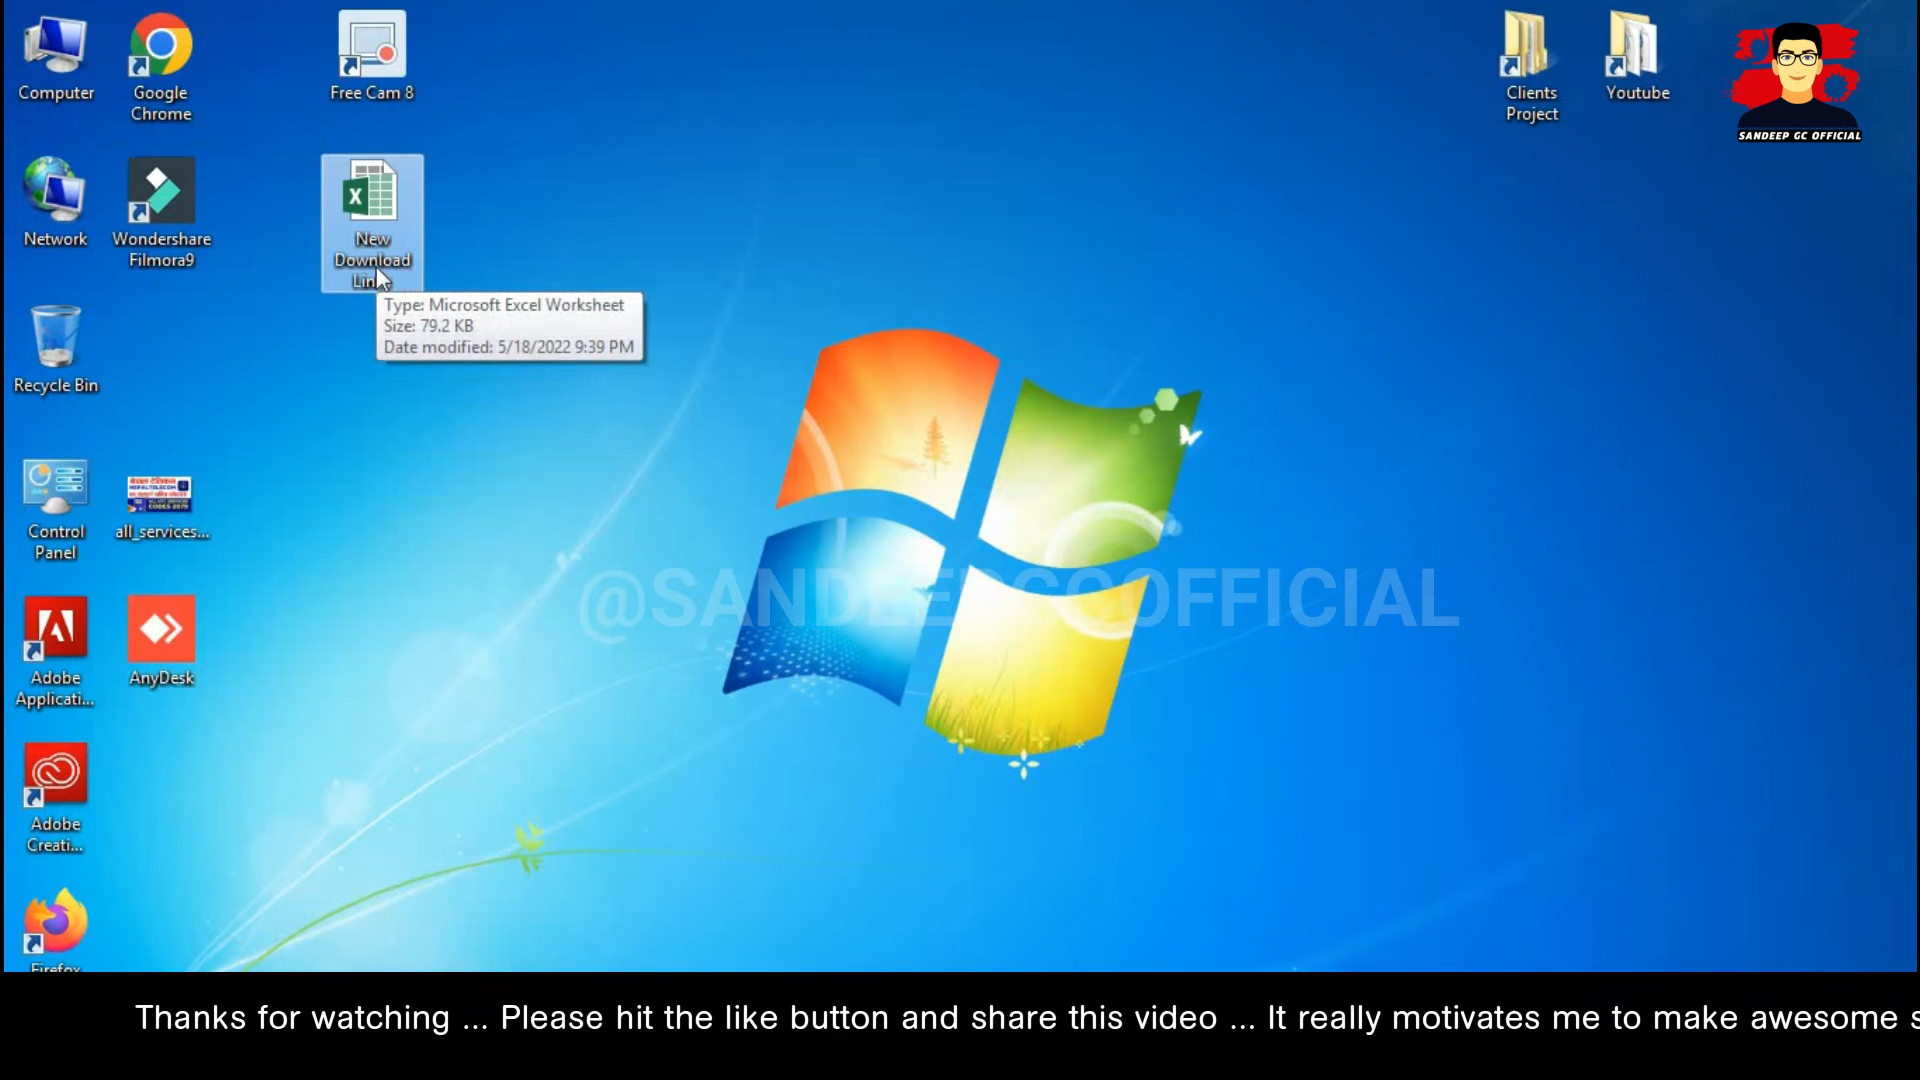 Computer
Google
Chrome
Free Cam 8
Clients
Project
Youtube
SANDEEP GC OFFICIAL
Network
Wondershare
Filmora9
New
Download
Type: Microsoft Excel Worksheet
Size: 79.2 KB
Date modified: 5/18/2022 9:39 PM
Recycle Bin
Control
Panel
all_services...
@SANDEEPGCOFFICIAL
Adobe
Applicati...
AnyDesk
Adobe
Creati...
Firefox
Thanks for watching ... Please hit the like button and share this video ... It really motivates me to make awesome s